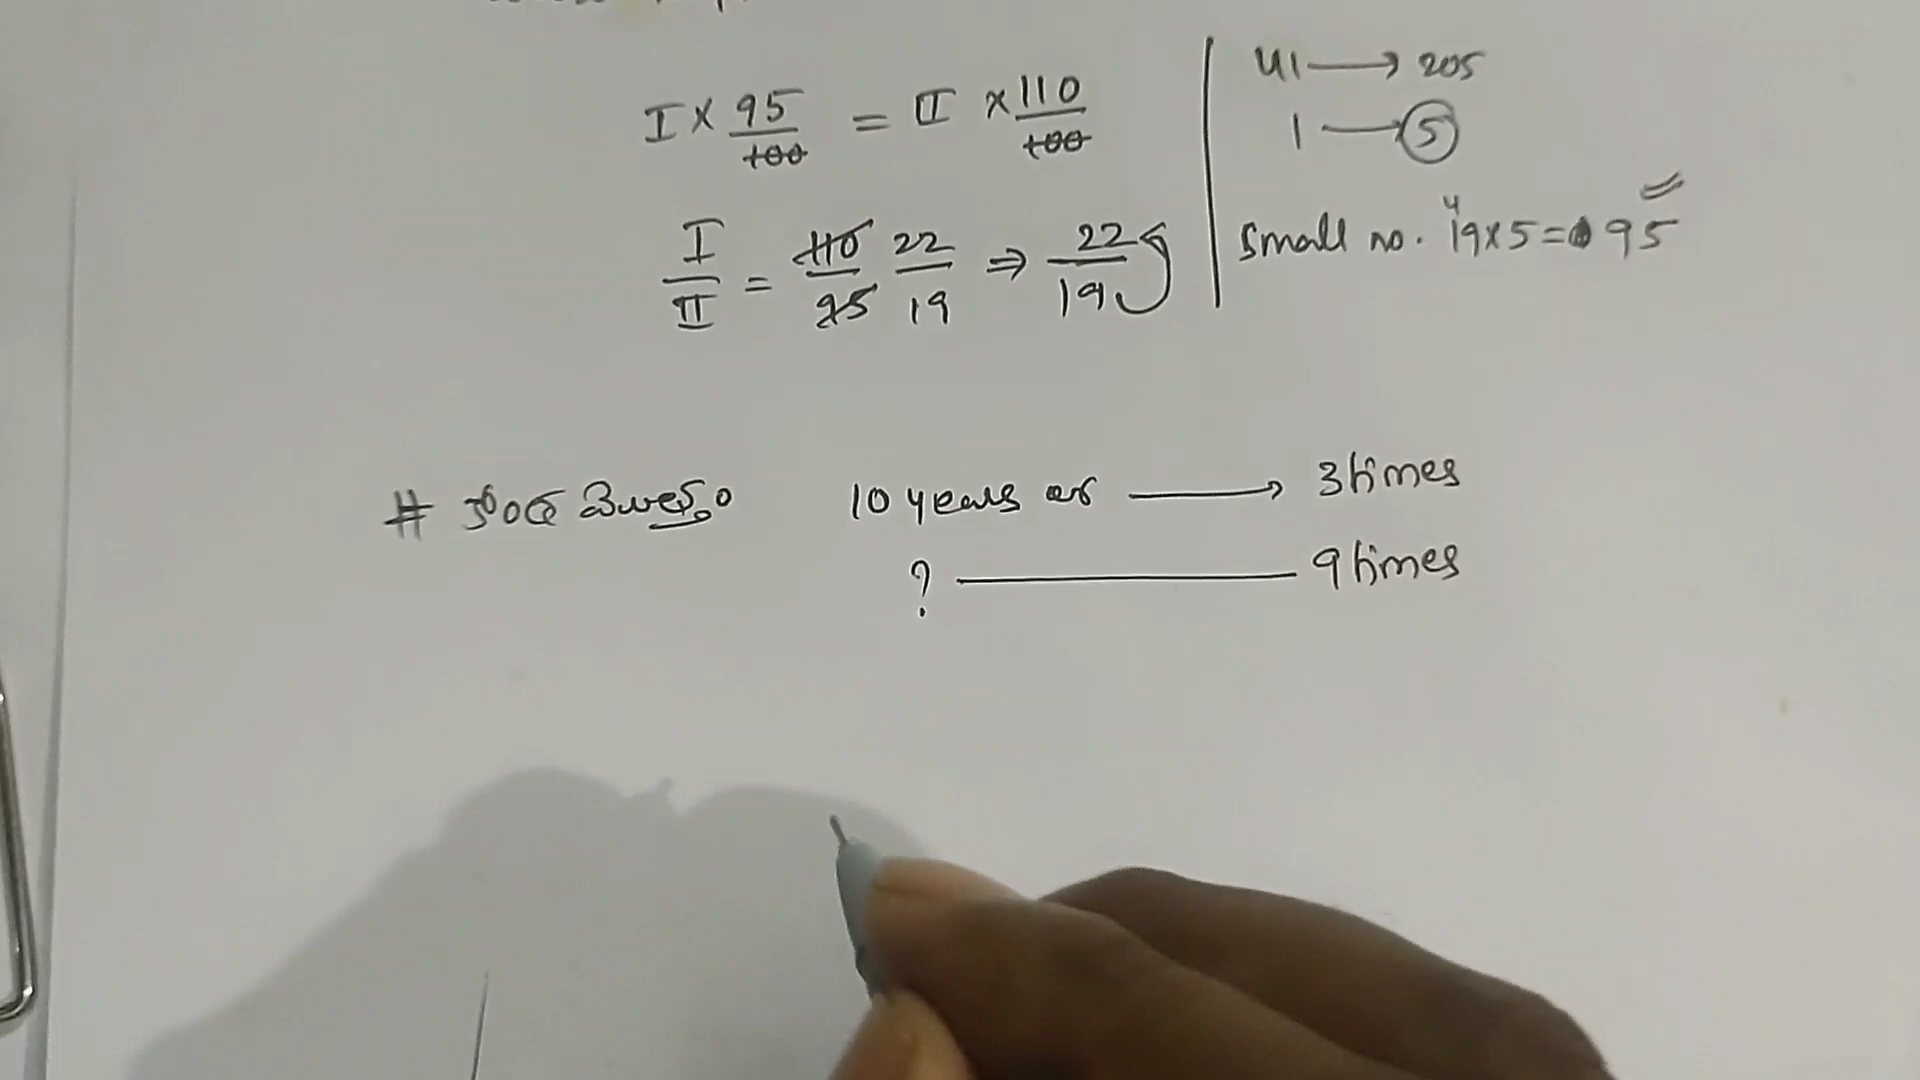 I × 95/100 = II × 110/100
I/II = 110/95 22/19 ⇒ 22/19
41 → 205
1 → 5
Small no. 19×5=95
# 10 years లో → 3 times
? — 9 times